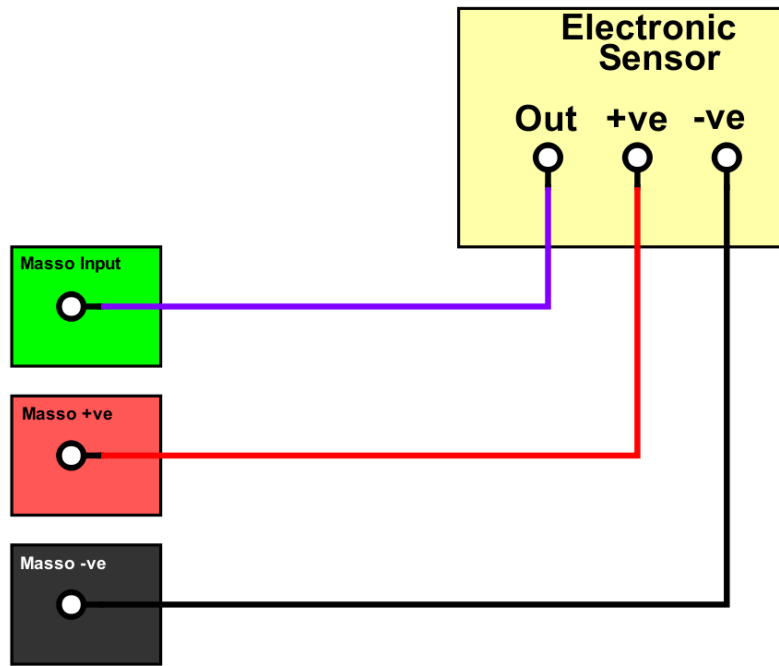 Electronic
Sensor
Out +ve -ve
Masso Input
Masso +ve
Masso -ve